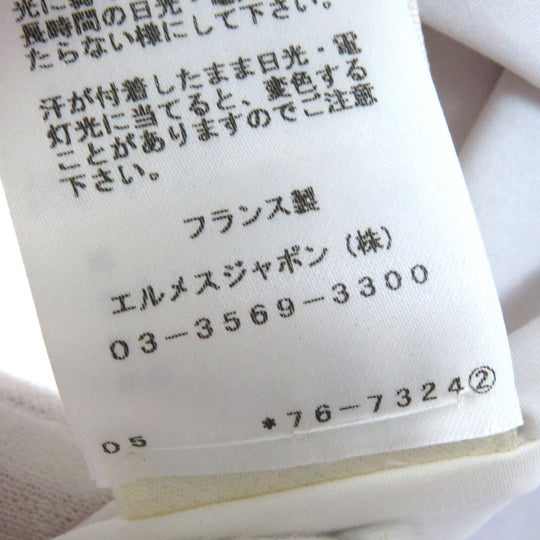 長時間の日光・電
たらない様にして下さい。
汗が付着したまま日光・電
灯光に当てると、変色する
ことがありますのでご注意
下さい。
フランス製
エルメスジャポン（株）
03-3569-3300
05 *76-7324②